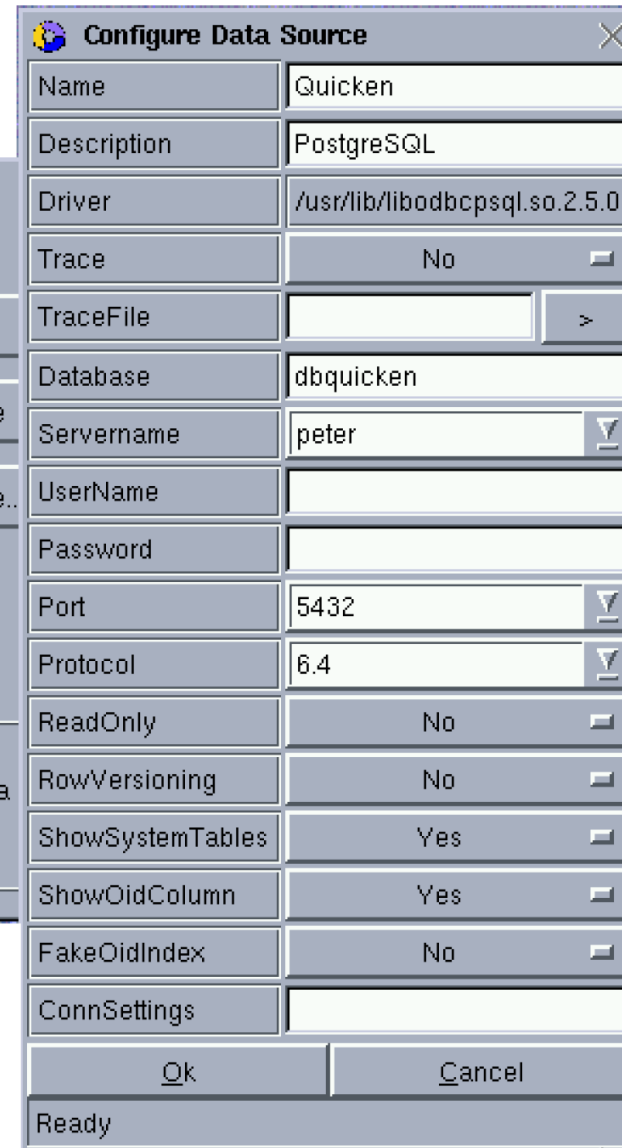 Configure Data Source
Name Quicken
Description PostgreSQL
Driver /usr/lib/libodbcpsql.so.2.5.0
Trace No
TraceFile >
Database dbquicken
Servername peter
UserName
Password
Port 5432
Protocol 6.4
ReadOnly No
RowVersioning No
ShowSystemTables Yes
ShowOidColumn Yes
FakeOidIndex No
ConnSettings
Ok Cancel
Ready